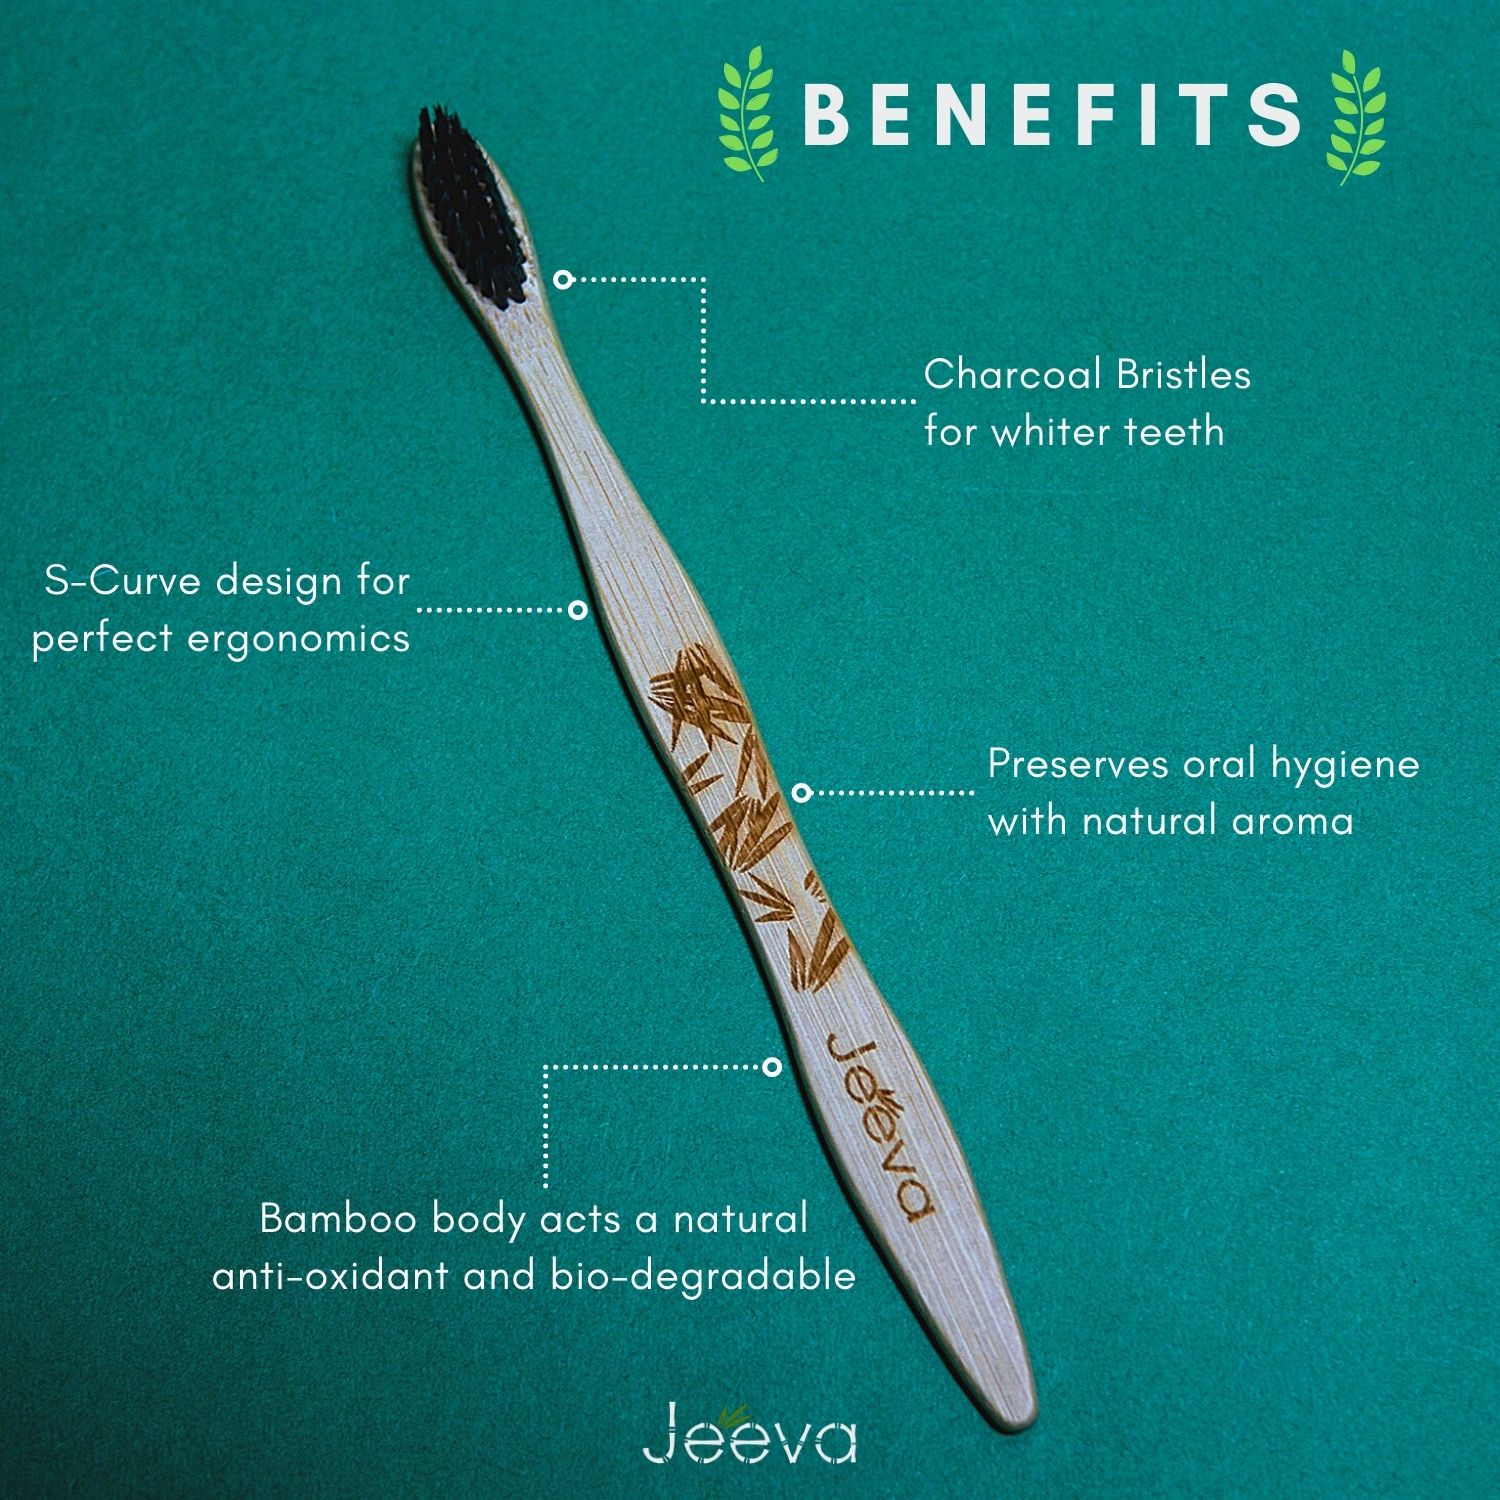 BENEFITS
Charcoal Bristles
for whiter teeth
S-Curve design for
perfect ergonomics
Preserves oral hygiene
with natural aroma
Jeeva
Bamboo body acts a natural
anti-oxidant and bio-degradable
Jeeva